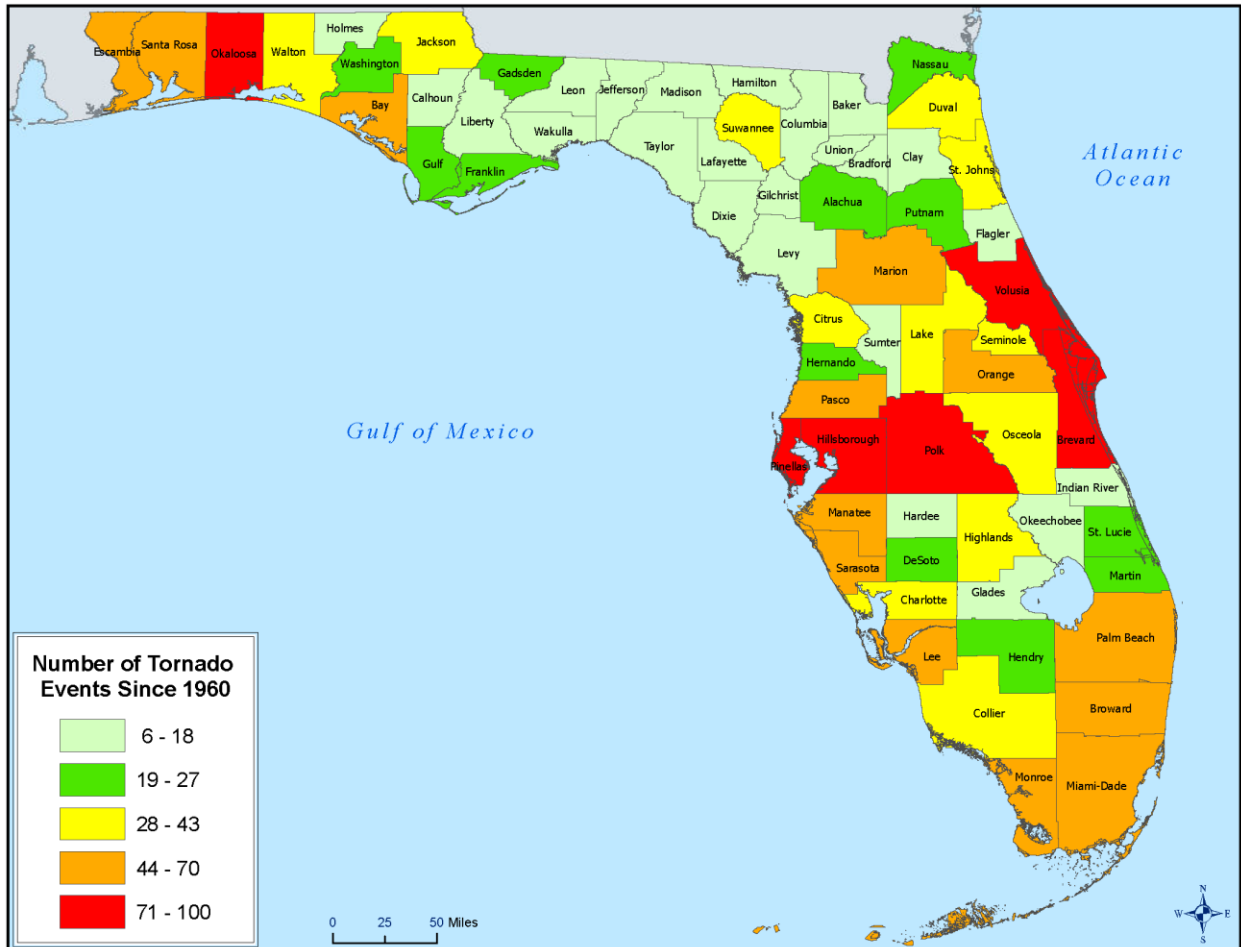 Holmes
Escambia
Santa Rosa
Okaloosa
Walton
Jackson
Washington
Gadsden
Bay
Calhoun
Liberty
Leon
Jefferson
Madison
Hamilton
Wakulla
Gulf
Franklin
Taylor
Suwannee
Columbia
Baker
Nassau
Duval
Lafayette
Union
Bradford
Clay
St. Johns
Gilchrist
Dixie
Alachua
Putnam
Flagler
Levy
Marion
Volusia
Citrus
Sumter
Lake
Seminole
Hernando
Orange
Pasco
Osceola
Hillsborough
Pinellas
Polk
Brevard
Indian River
Manatee
Hardee
Highlands
Okeechobee
St. Lucie
Sarasota
DeSoto
Martin
Charlotte
Glades
Lee
Hendry
Palm Beach
Collier
Broward
Monroe
Miami-Dade
Atlantic
Ocean
Gulf of Mexico
Number of Tornado
Events Since 1960
6 - 18
19 - 27
28 - 43
44 - 70
71 - 100
0 25 50 Miles
N
W E
S